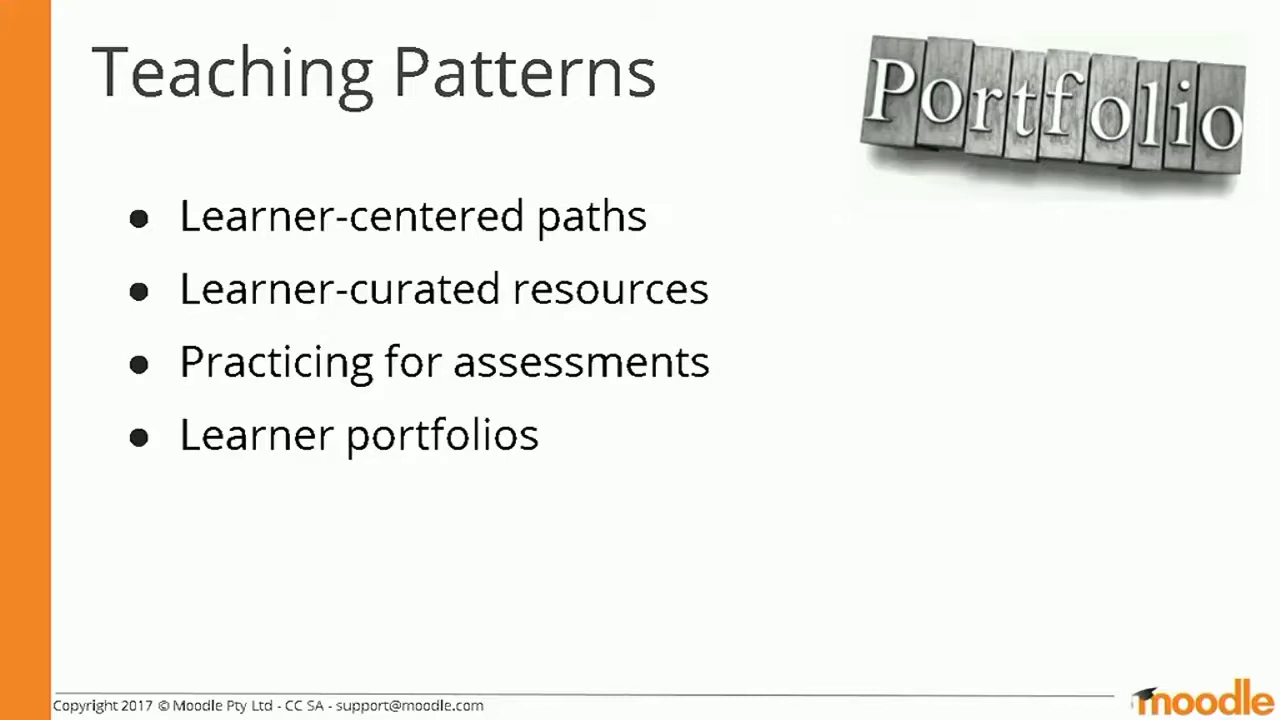 Teaching Patterns
Portfolio
● Learner-centered paths
● Learner-curated resources
● Practicing for assessments
● Learner portfolios
Copyright 2017 © Moodle Pty Ltd - CC SA - support@moodle.com
moodle